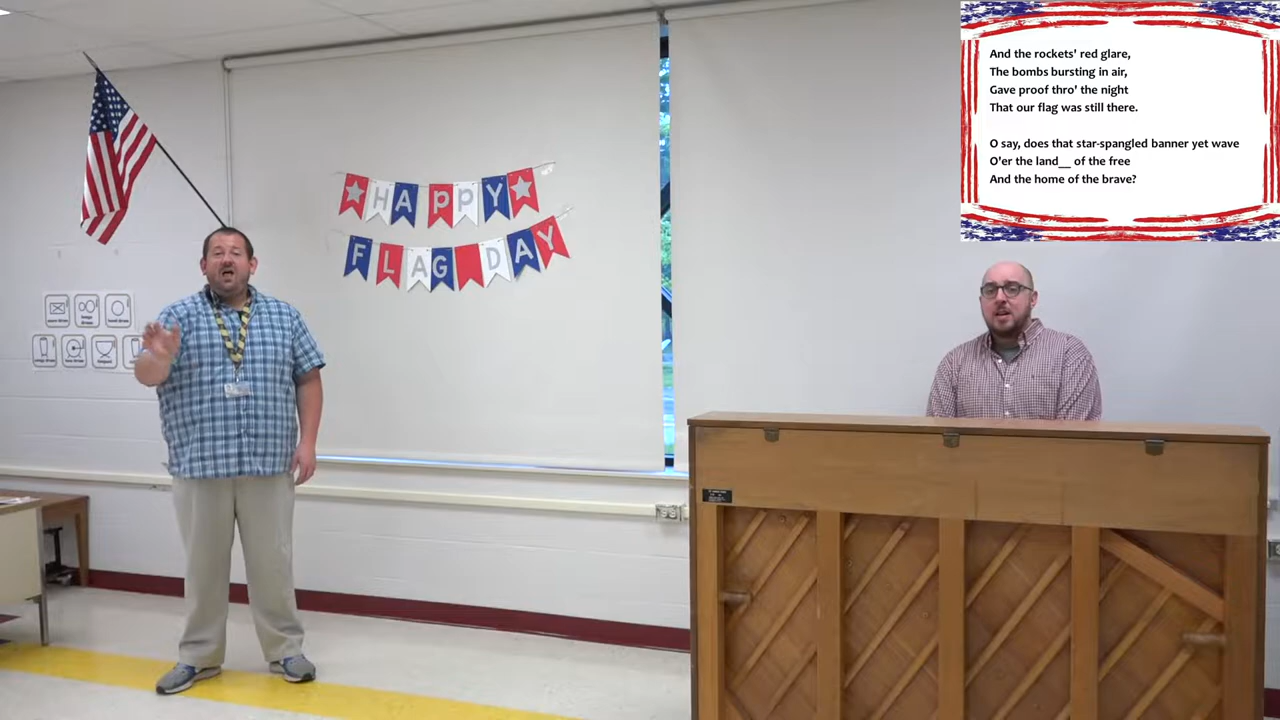 HAPPY
FLAG DAY
And the rockets' red glare,
The bombs bursting in air,
Gave proof thro' the night
That our flag was still there.
O say, does that star-spangled banner yet wave
O'er the land__ of the free
And the home of the brave?